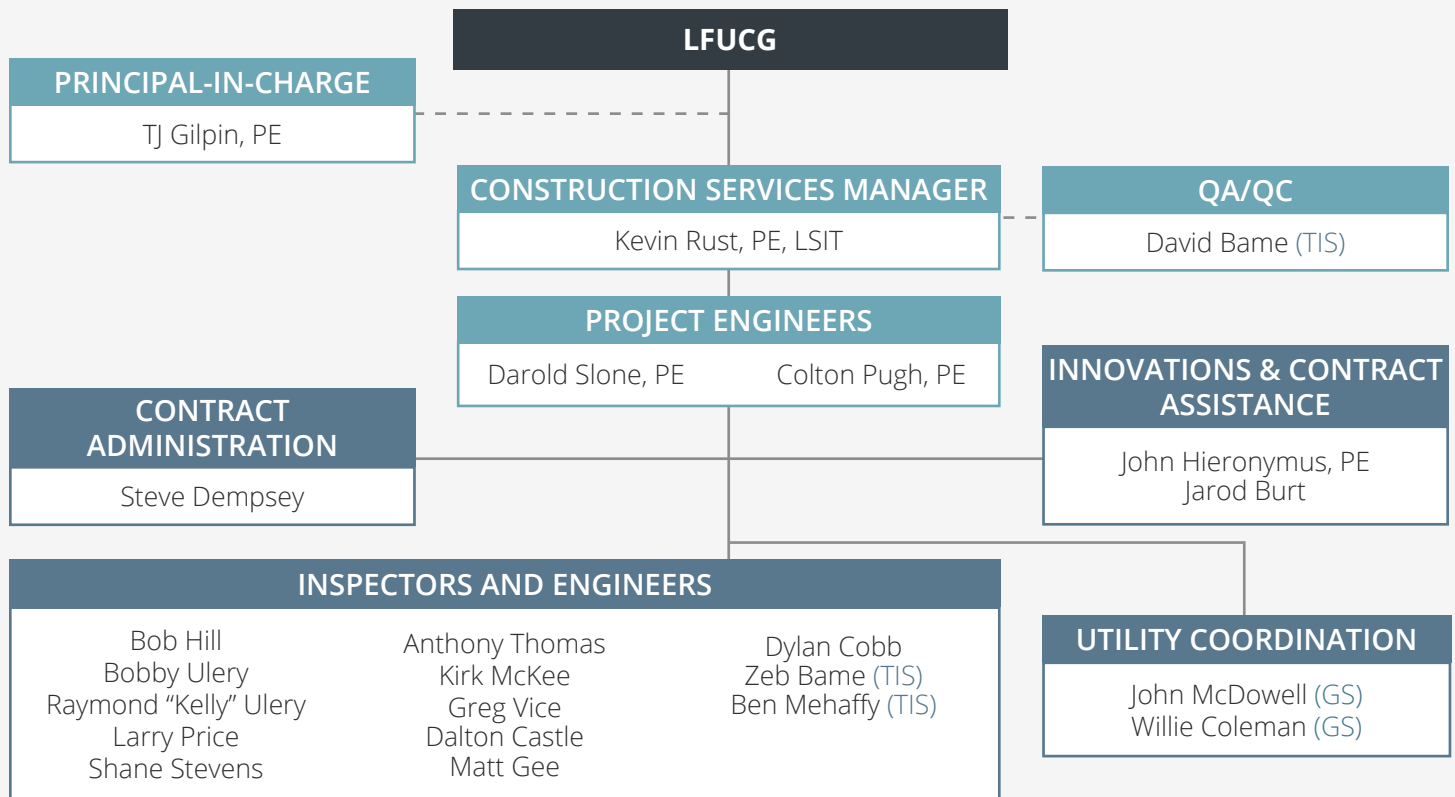 LFUCG
PRINCIPAL-IN-CHARGE
TJ Gilpin, PE
CONSTRUCTION SERVICES MANAGER
Kevin Rust, PE, LSIT
QA/QC
David Bame (TIS)
PROJECT ENGINEERS
Darold Slone, PE
Colton Pugh, PE
CONTRACT
ADMINISTRATION
Steve Dempsey
INNOVATIONS & CONTRACT
ASSISTANCE
John Hieronymus, PE
Jarod Burt
INSPECTORS AND ENGINEERS
Bob Hill
Bobby Ulery
Raymond “Kelly” Ulery
Larry Price
Shane Stevens
Anthony Thomas
Kirk McKee
Greg Vice
Dalton Castle
Matt Gee
Dylan Cobb
Zeb Bame (TIS)
Ben Mehaffy (TIS)
UTILITY COORDINATION
John McDowell (GS)
Willie Coleman (GS)